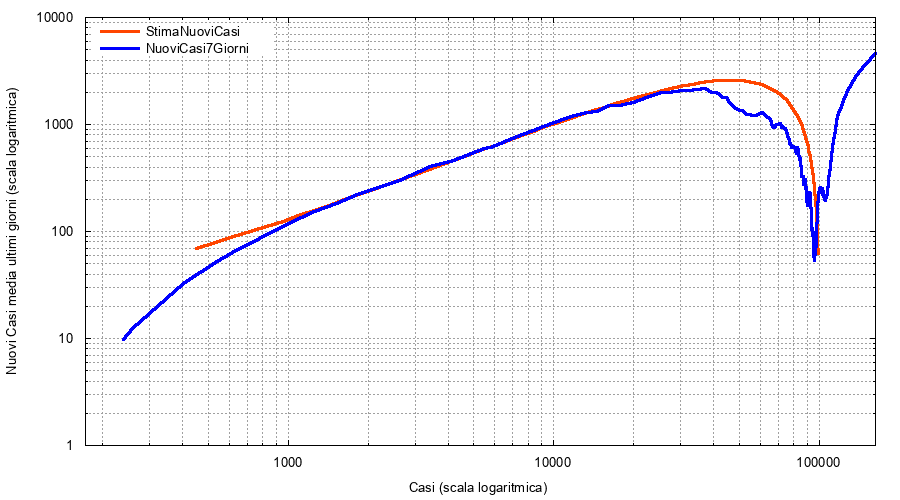 10000
1000
100
10
1
StimaNuoviCasi
NuoviCasi7Giorni
Nuovi Casi media ultimi giorni (scala logaritmica)
1000
10000
100000
Casi (scala logaritmica)